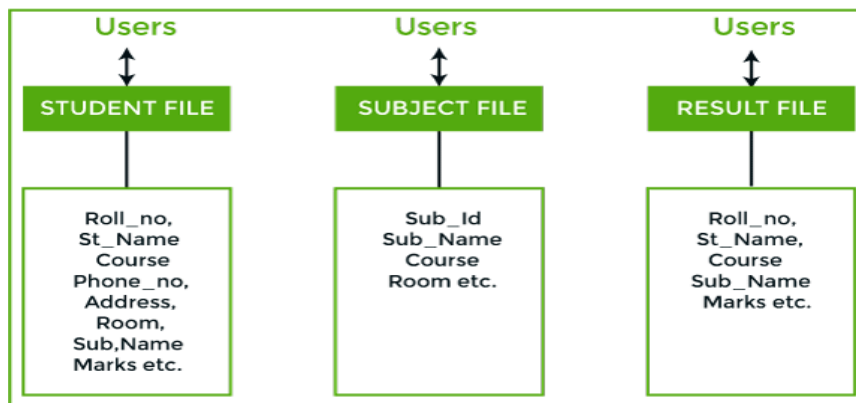 Users
STUDENT FILE
Roll_no,
St_Name
Course
Phone_no,
Address,
Room,
Sub,Name
Marks etc.
Users
SUBJECT FILE
Sub_Id
Sub_Name
Course
Room etc.
Users
RESULT FILE
Roll_no,
St_Name,
Course
Sub_Name
Marks etc.